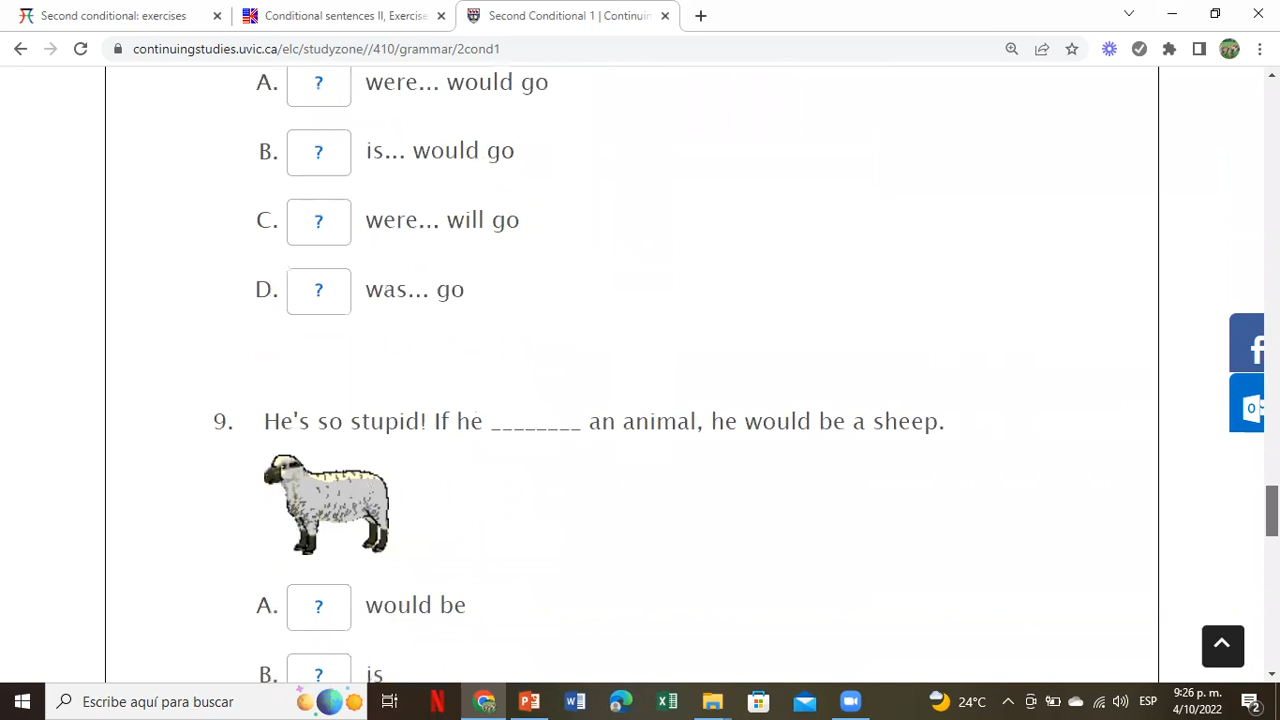 Second conditional: exercises
Conditional sentences II, Exercise
Second Conditional 1 | Continuin
continuingstudies.uvic.ca/elc/studyzone//410/grammar/2cond1
A. ? were... would go
B. ? is... would go
C. ? were... will go
D. ? was... go
9. He's so stupid! If he ________ an animal, he would be a sheep.
A. ? would be
B. ? is
Escribe aquí para buscar
24°C
ESP
9:26 p. m.
4/10/2022
2